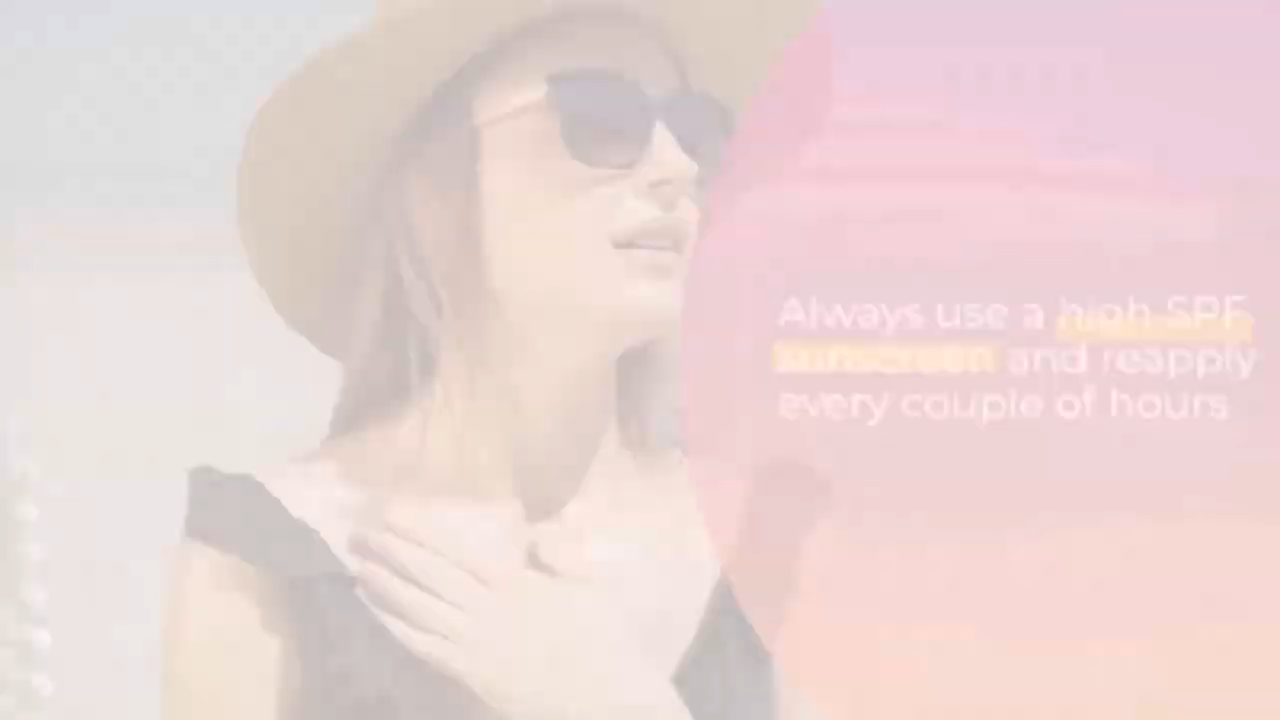 Always use a high SPF
sunscreen and reapply
every couple of hours